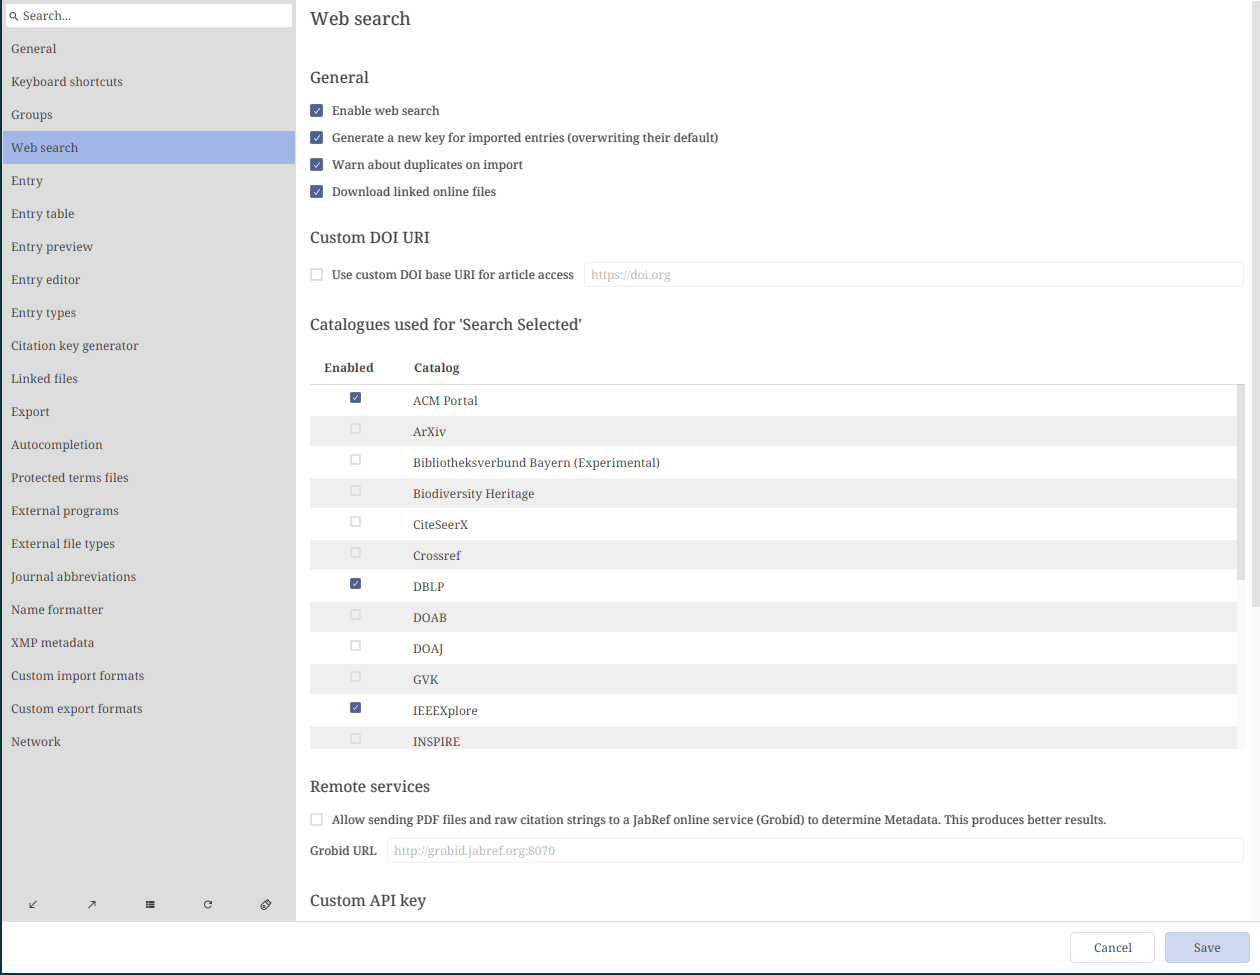 Search...
General
Keyboard shortcuts
Groups
Web search
Entry
Entry table
Entry preview
Entry editor
Entry types
Citation key generator
Linked files
Export
Autocompletion
Protected terms files
External programs
External file types
Journal abbreviations
Name formatter
XMP metadata
Custom import formats
Custom export formats
Network
Web search
General
Enable web search
Generate a new key for imported entries (overwriting their default)
Warn about duplicates on import
Download linked online files
Custom DOI URI
Use custom DOI base URI for article access https://doi.org
Catalogues used for 'Search Selected'
Enabled Catalog
ACM Portal
ArXiv
Bibliotheksverbund Bayern (Experimental)
Biodiversity Heritage
CiteSeerX
Crossref
DBLP
DOAB
DOAJ
GVK
IEEEXplore
INSPIRE
Remote services
Allow sending PDF files and raw citation strings to a JabRef online service (Grobid) to determine Metadata. This produces better results.
Grobid URL http://grobid.jabref.org:8070
Custom API key
Cancel Save